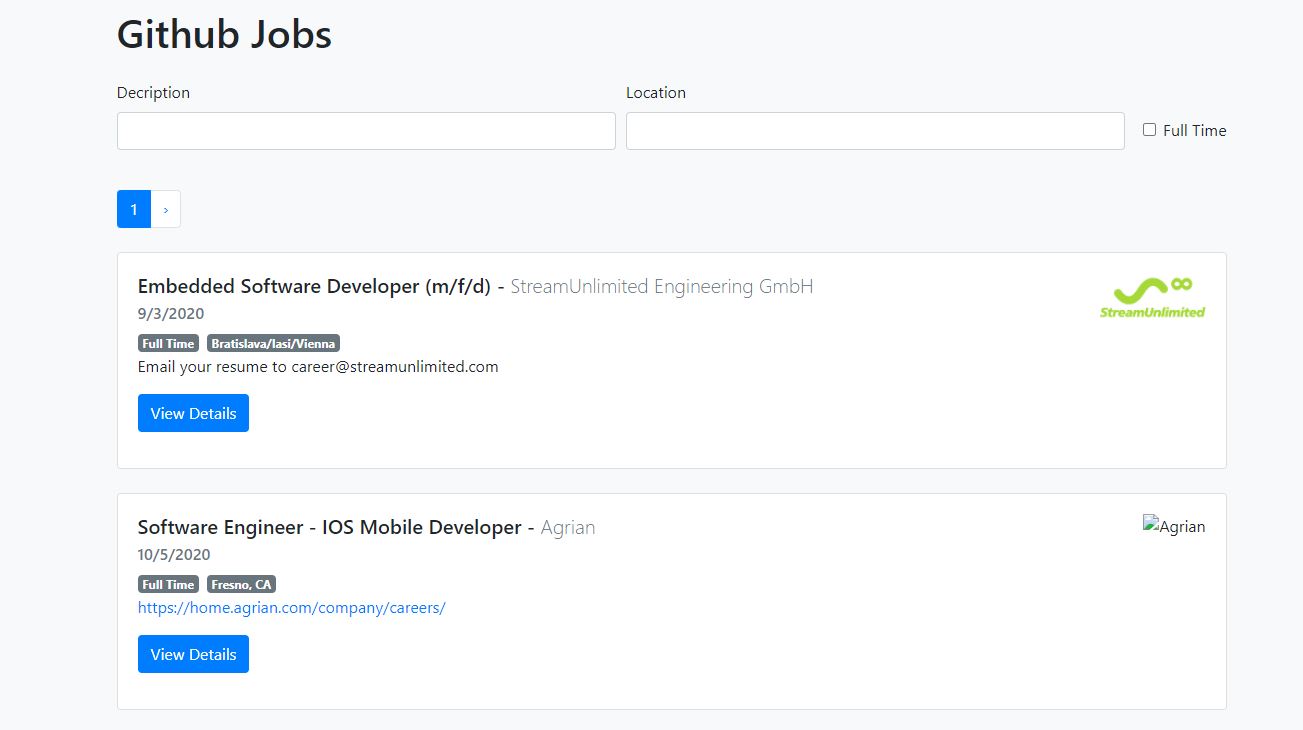 Github Jobs
Decription
Location
Full Time
1 ›
Embedded Software Developer (m/f/d) - StreamUnlimited Engineering GmbH
StreamUnlimited
9/3/2020
Full Time Bratislava/Iasi/Vienna
Email your resume to career@streamunlimited.com
View Details
Software Engineer - IOS Mobile Developer - Agrian
Agrian
10/5/2020
Full Time Fresno, CA
https://home.agrian.com/company/careers/
View Details